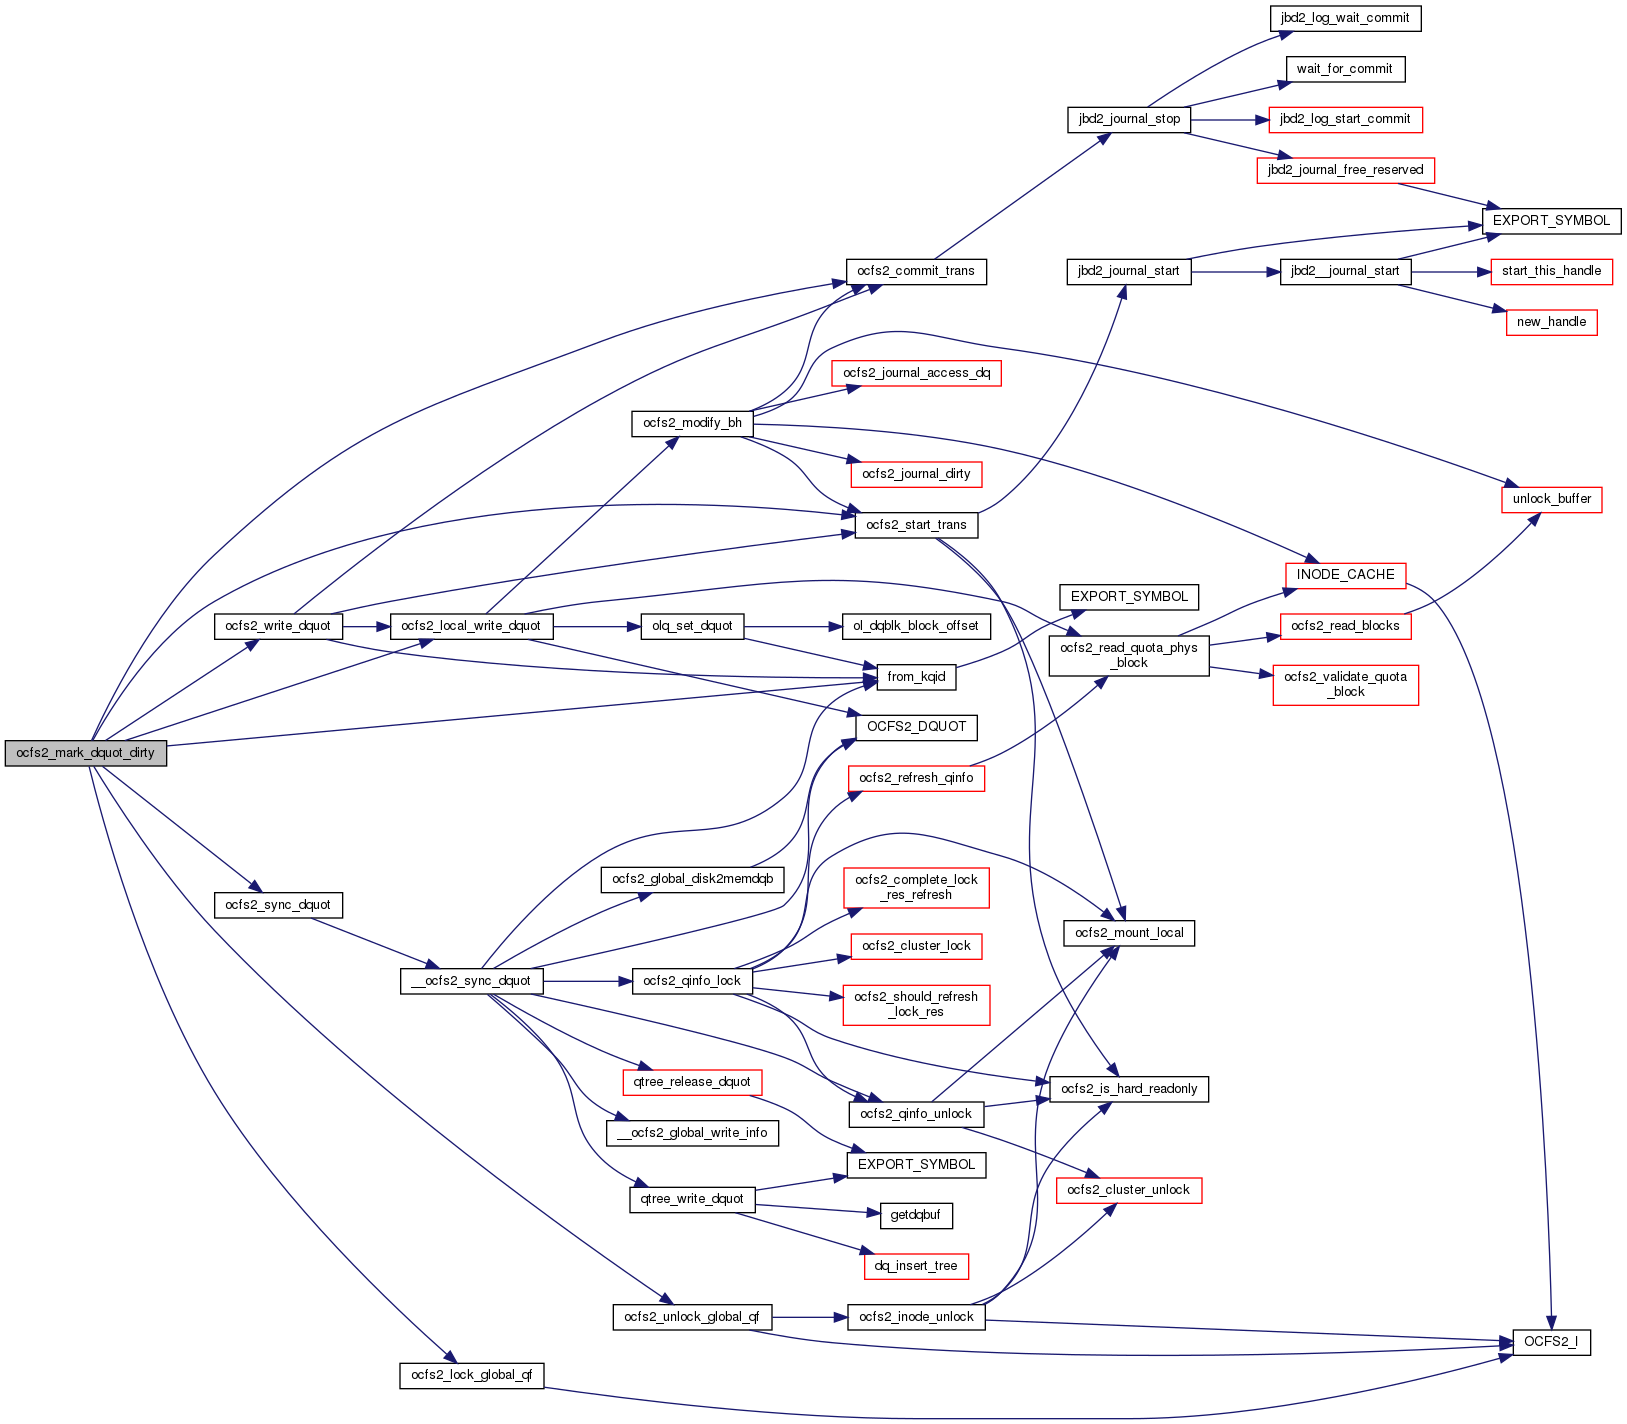 jbd2_log_wait_commit
wait_for_commit
jbd2_journal_stop
jbd2_log_start_commit
jbd2_journal_free_reserved
EXPORT_SYMBOL
ocfs2_commit_trans
jbd2_journal_start
jbd2__journal_start
start_this_handle
new_handle
ocfs2_journal_access_dq
ocfs2_modify_bh
ocfs2_journal_dirty
unlock_buffer
ocfs2_start_trans
INODE_CACHE
EXPORT_SYMBOL
ocfs2_write_dquot
ocfs2_local_write_dquot
olq_set_dquot
ol_dqblk_block_offset
ocfs2_read_blocks
ocfs2_read_quota_phys
_block
from_kqid
ocfs2_validate_quota
_block
OCFS2_DQUOT
ocfs2_mark_dquot_dirty
ocfs2_refresh_qinfo
ocfs2_global_disk2memdqb
ocfs2_complete_lock
_res_refresh
ocfs2_sync_dquot
ocfs2_mount_local
ocfs2_cluster_lock
__ocfs2_sync_dquot
ocfs2_qinfo_lock
ocfs2_should_refresh
_lock_res
qtree_release_dquot
ocfs2_is_hard_readonly
ocfs2_qinfo_unlock
__ocfs2_global_write_info
EXPORT_SYMBOL
ocfs2_cluster_unlock
qtree_write_dquot
getdqbuf
dq_insert_tree
ocfs2_unlock_global_qf
ocfs2_inode_unlock
OCFS2_I
ocfs2_lock_global_qf